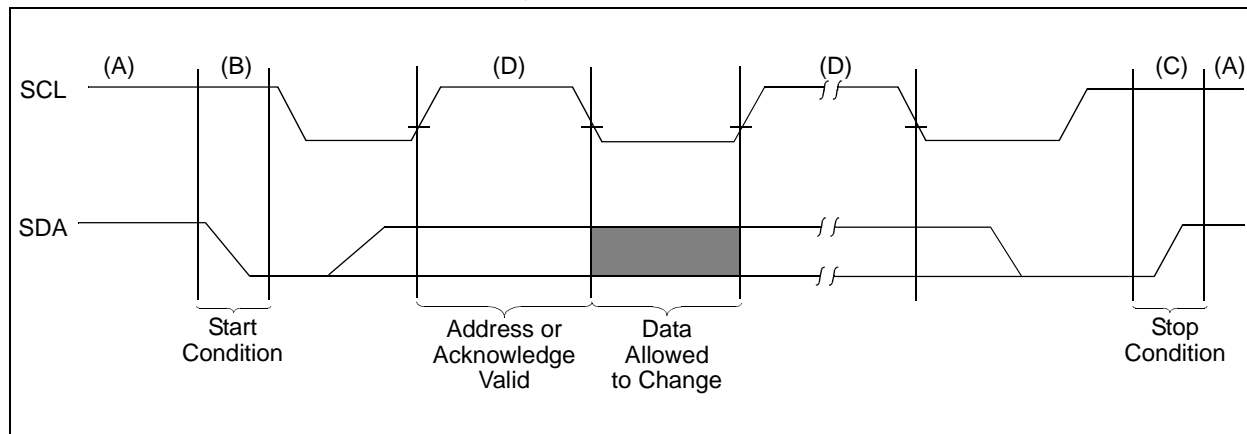 (A) (B) (D) (D) (C) (A)
SCL
SDA
Start
Condition
Address or
Acknowledge
Valid
Data
Allowed
to Change
Stop
Condition